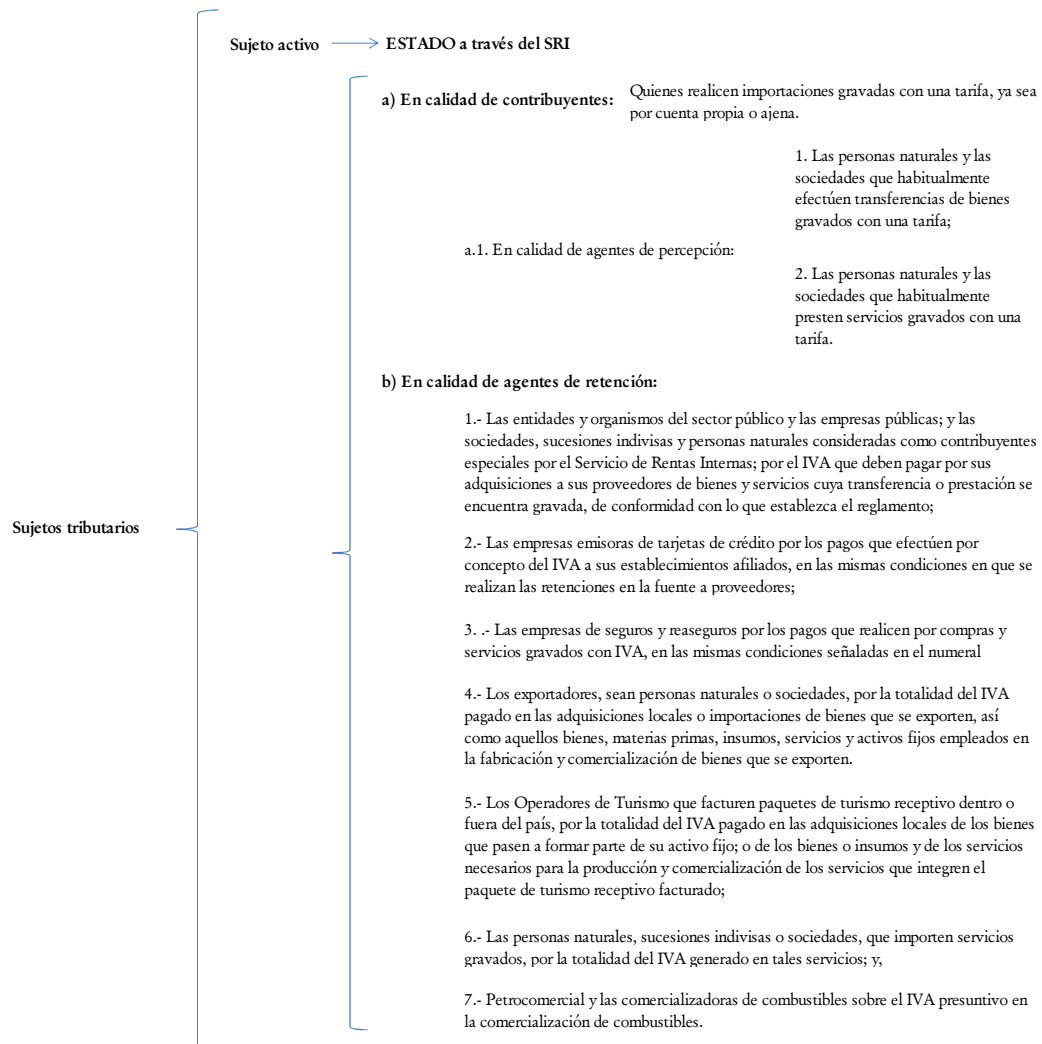 Sujeto activo
ESTADO a través del SRI
a) En calidad de contribuyentes:
Quienes realicen importaciones gravadas con una tarifa, ya sea
por cuenta propia o ajena.
1. Las personas naturales y las
sociedades que habitualmente
efectúen transferencias de bienes
gravados con una tarifa;
a.1. En calidad de agentes de percepción:
2. Las personas naturales y las
sociedades que habitualmente
presten servicios gravados con una
tarifa.
b) En calidad de agentes de retención:
1.- Las entidades y organismos del sector público y las empresas públicas; y las
sociedades, sucesiones indivisas y personas naturales consideradas como contribuyentes
especiales por el Servicio de Rentas Internas; por el IVA que deben pagar por sus
adquisiciones a sus proveedores de bienes y servicios cuya transferencia o prestación se
encuentra gravada, de conformidad con lo que establezca el reglamento;
Sujetos tributarios
2.- Las empresas emisoras de tarjetas de crédito por los pagos que efectúen por
concepto del IVA a sus establecimientos afiliados, en las mismas condiciones en que se
realizan las retenciones en la fuente a proveedores;
3. .- Las empresas de seguros y reaseguros por los pagos que realicen por compras y
servicios gravados con IVA, en las mismas condiciones señaladas en el numeral
4.- Los exportadores, sean personas naturales o sociedades, por la totalidad del IVA
pagado en las adquisiciones locales o importaciones de bienes que se exporten, así
como aquellos bienes, materias primas, insumos, servicios y activos fijos empleados en
la fabricación y comercialización de bienes que se exporten.
5.- Los Operadores de Turismo que facturen paquetes de turismo receptivo dentro o
fuera del país, por la totalidad del IVA pagado en las adquisiciones locales de los bienes
que pasen a formar parte de su activo fijo; o de los bienes o insumos y de los servicios
necesarios para la producción y comercialización de los servicios que integren el
paquete de turismo receptivo facturado;
6.- Las personas naturales, sucesiones indivisas o sociedades, que importen servicios
gravados, por la totalidad del IVA generado en tales servicios; y,
7.- Petrocomercial y las comercializadoras de combustibles sobre el IVA presuntivo en
la comercialización de combustibles.